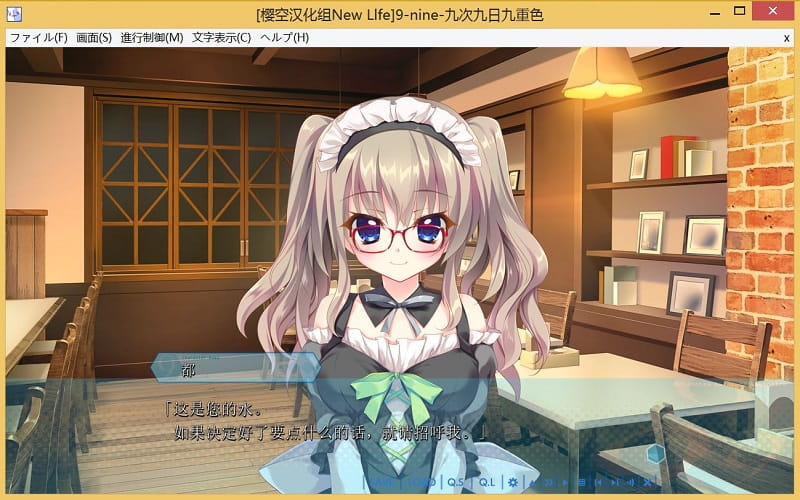 [樱空汉化组New LIfe]9-nine-九次九日九重色
ファイル(F) 画面(S) 進行制御(M) 文字表示(C) ヘルプ(H) x
都
「这是您的水。
如果决定好了要点什么的话，就请招呼我。」
SAVE LOAD Q.S Q.L